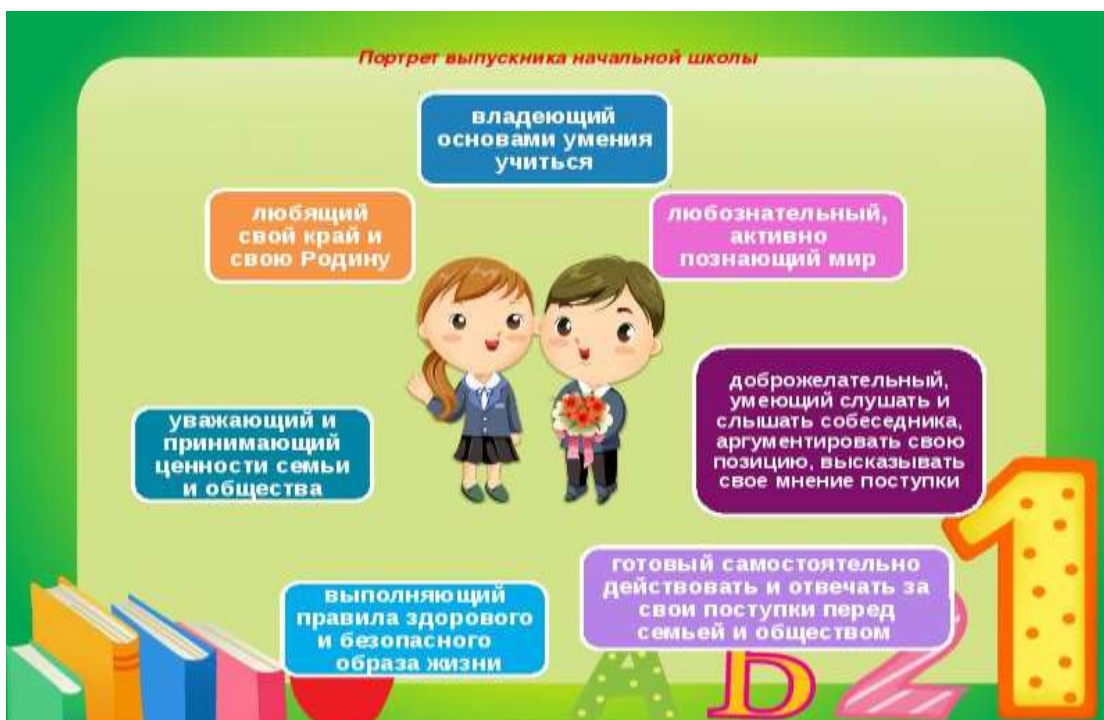 Портрет выпускника начальной школы
владеющий
основами умения
учиться
любящий
свой край и
свою Родину
любознательный,
активно
познающий мир
уважающий и
принимающий
ценности семьи
и общества
доброжелательный,
умеющий слушать и
слышать собеседника,
аргументировать свою
позицию, высказывать
свое мнение поступки
выполняющий
правила здорового
и безопасного
образа жизни
готовый самостоятельно
действовать и отвечать за
свои поступки перед
семьей и обществом
А Б 2 1